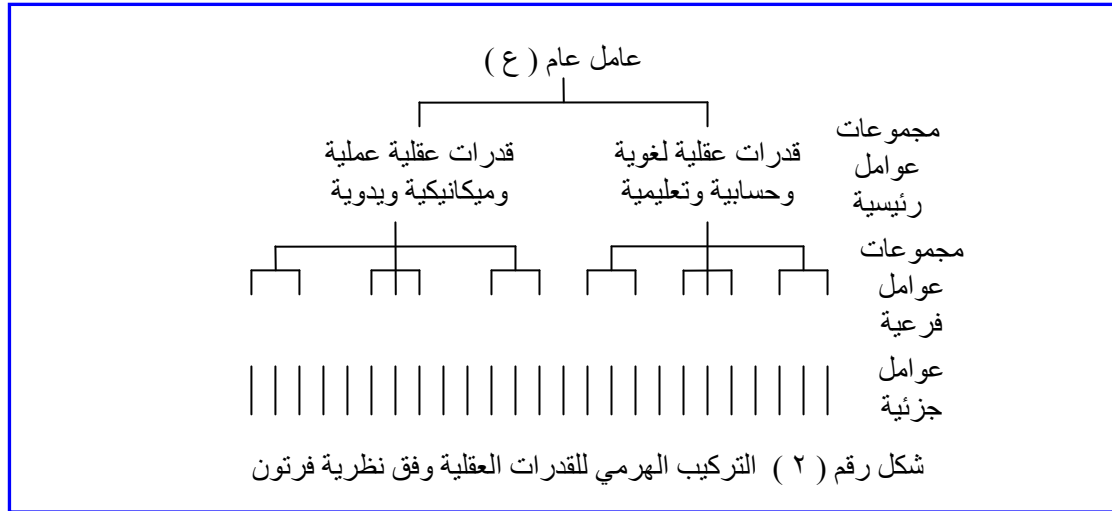 عامل عام ( ع )
مجموعات
عوامل
رئيسية
قدرات عقلية لغوية
وحسابية وتعليمية
قدرات عقلية عملية
وميكانيكية ويدوية
مجموعات
عوامل
فرعية
عوامل
جزئية
شكل رقم ( ٢ ) التركيب الهرمي للقدرات العقلية وفق نظرية فرتون